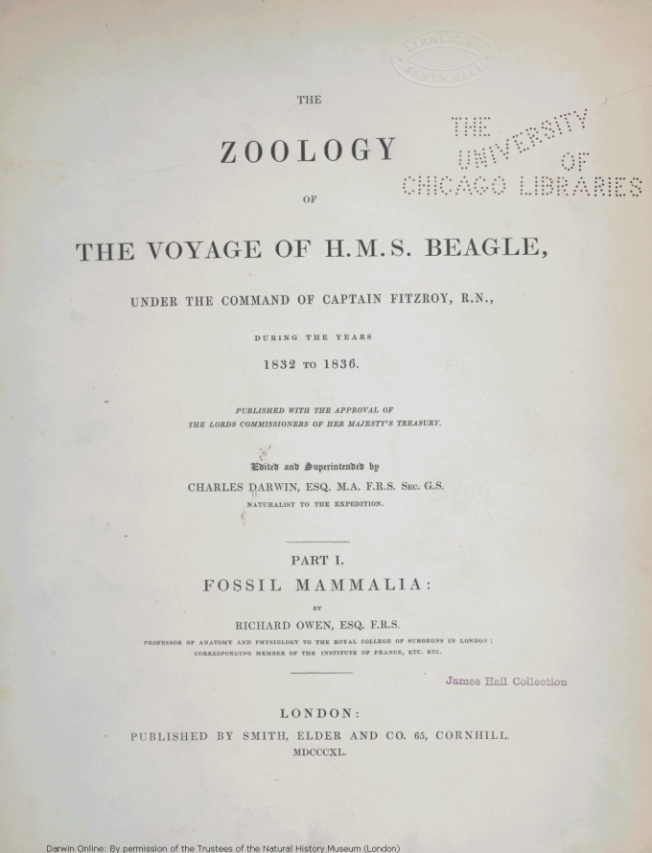 THE
ZOOLOGY
OF
THE VOYAGE OF H.M.S. BEAGLE,
UNDER THE COMMAND OF CAPTAIN FITZROY, R.N.,
DURING THE YEARS
1832 TO 1836.
PUBLISHED WITH THE APPROVAL OF
THE LORDS COMMISSIONERS OF HER MAJESTY'S TREASURY.
Edited and Superintended by
CHARLES DARWIN, ESQ. M.A. F.R.S. SEC. G.S.
NATURALIST TO THE EXPEDITION.
PART I.
FOSSIL MAMMALIA:
BY
RICHARD OWEN, ESQ. F.R.S.
PROFESSOR OF ANATOMY AND PHYSIOLOGY TO THE ROYAL COLLEGE OF SURGEONS IN LONDON;
CORRESPONDING MEMBER OF THE INSTITUTE OF FRANCE, ETC. ETC.
LONDON:
PUBLISHED BY SMITH, ELDER AND CO. 65, CORNHILL.
MDCCCXL.
THE
UNIVERSITY
OF
CHICAGO LIBRARIES
JAMES HALL
James Hall Collection
Darwin Online: By permission of the Trustees of the Natural History Museum (London)